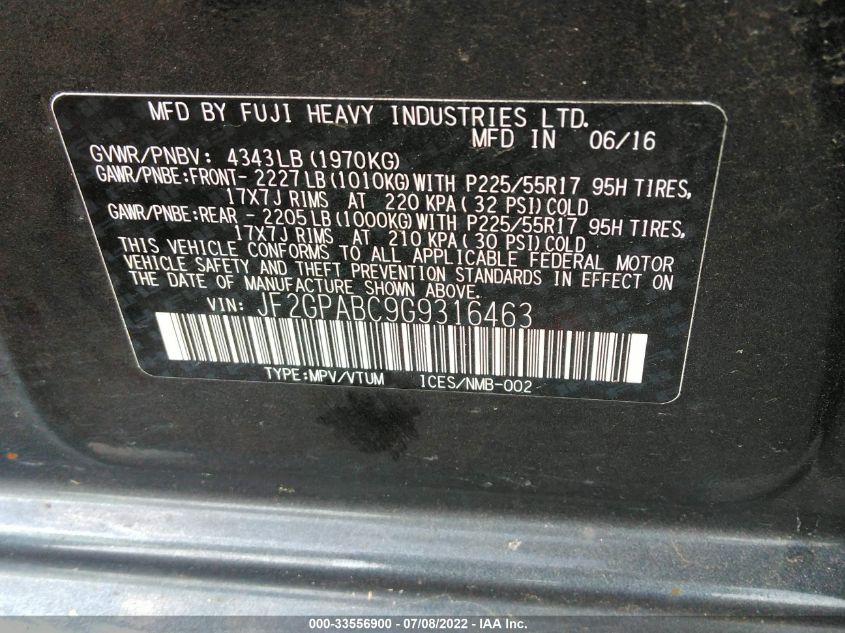 MFD BY FUJI HEAVY INDUSTRIES LTD.
MFD IN 06/16
GVWR/PNBV: 4343LB(1970KG)
GAWR/PNBE:FRONT- 2227LB(1010KG)WITH P225/55R17 95H TIRES,
17X7J RIMS AT 220 KPA( 32 PSI)COLD
GAWR/PNBE:REAR - 2205LB(1000KG)WITH P225/55R17 95H TIRES,
17X7J RIMS AT 210 KPA( 30 PSI)COLD
THIS VEHICLE CONFORMS TO ALL APPLICABLE FEDERAL MOTOR
VEHICLE SAFETY AND THEFT PREVENTION STANDARDS IN EFFECT ON
THE DATE OF MANUFACTURE SHOWN ABOVE.
VIN: JF2GPABC9G9316463
TYPE:MPV/VTUM ICES/NMB-002
000-33556900 - 07/08/2022 - IAA Inc.